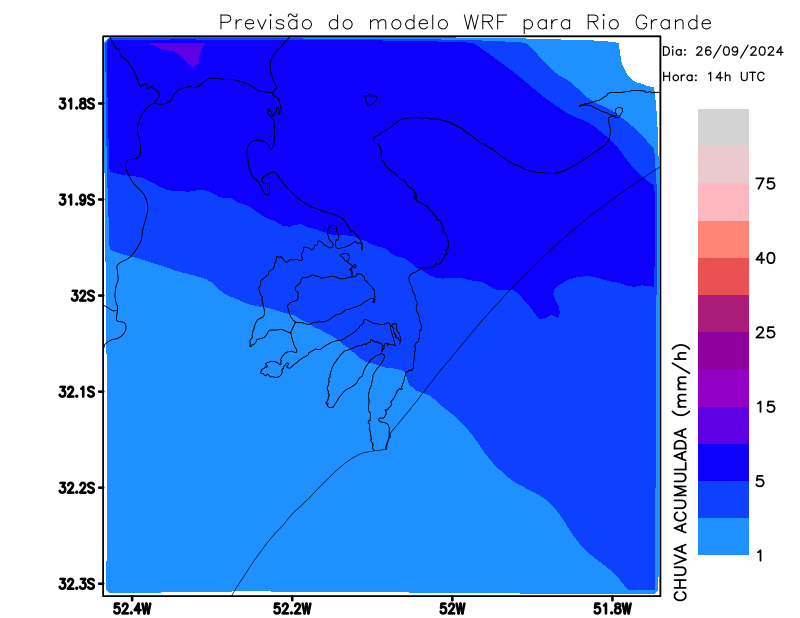 Previsão do modelo WRF para Rio Grande
Dia: 26/09/2024
Hora: 14h UTC
31.8S
31.9S
32S
32.1S
32.2S
32.3S
52.4W
52.2W
52W
51.8W
75
40
25
15
5
1
CHUVA ACUMULADA (mm/h)